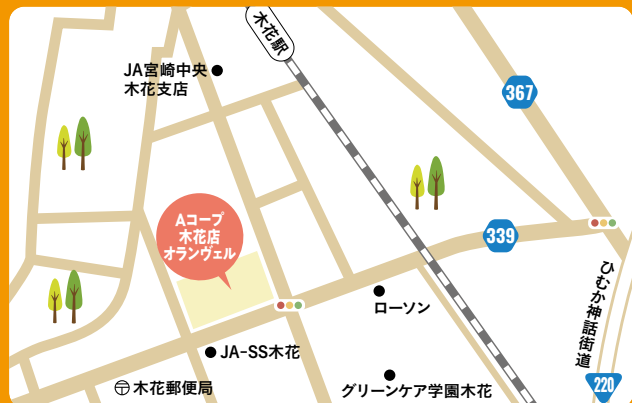 木花駅
JA宮崎中央
木花支店
367
Aコープ
木花店
オランヴェル
339
ローソン
ひむか神話街道
JA-SS木花
220
木花郵便局
グリーンケア学園木花